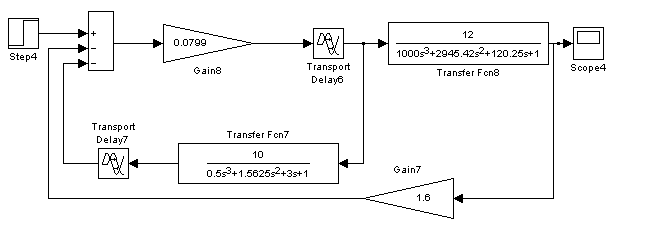 Step4
+
−
−
0.0799
Gain8
Transport
Delay6
12
1000s³+2945.42s²+120.25s+1
Transfer Fcn8
Scope4
Transport
Delay7
Transfer Fcn7
10
0.5s³+1.5625s²+3s+1
Gain7
1.6